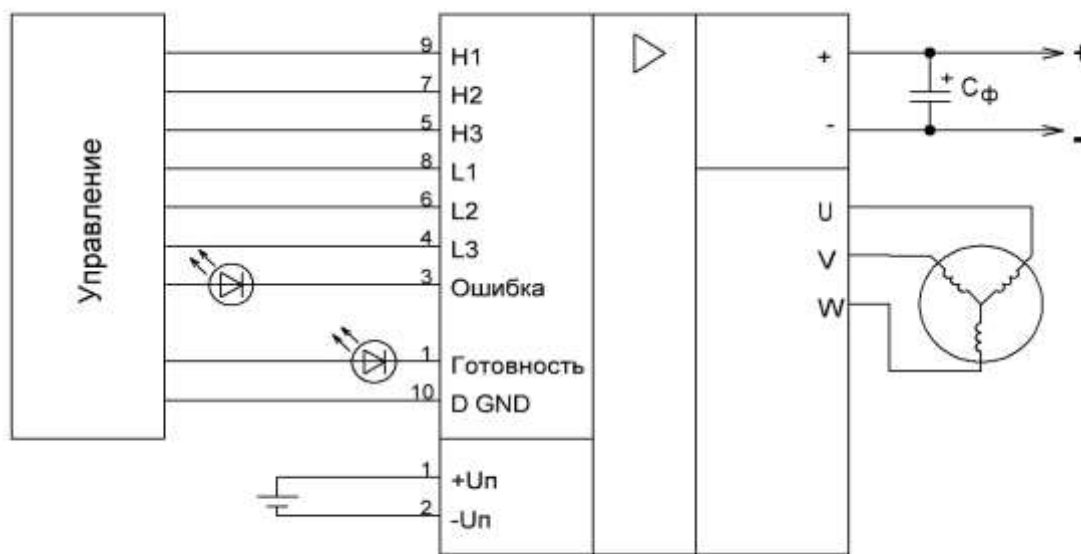 Управление
9 H1
7 H2
5 H3
8 L1
6 L2
4 L3
3 Ошибка
1 Готовность
10 D GND
1 +Uп
2 -Uп
+
-
U
V
W
+ Cф
+
-